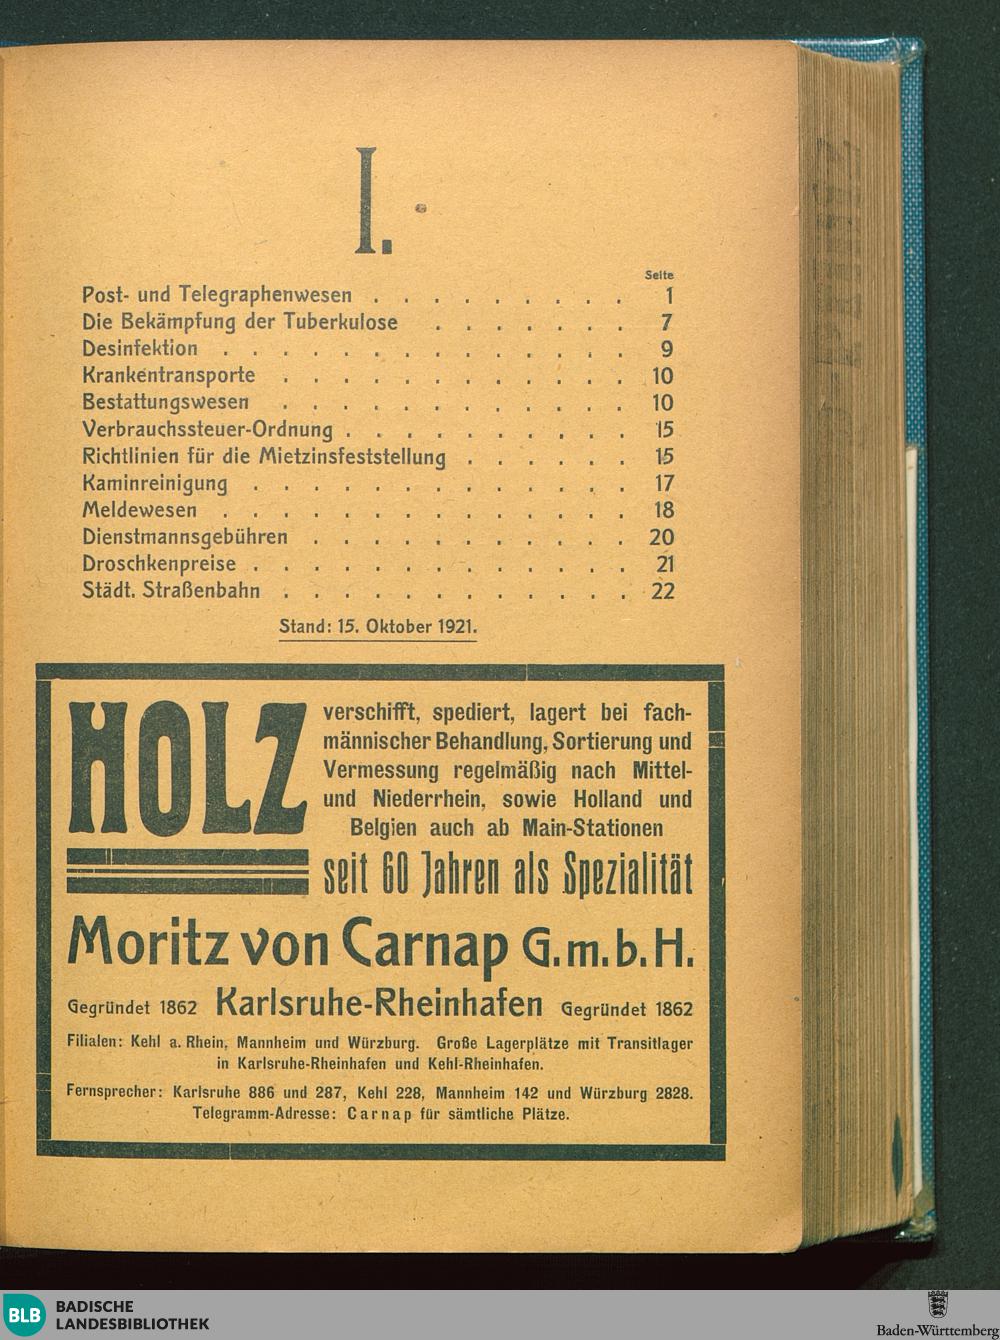 I.
Seite
Post- und Telegraphenwesen . . . . . . . . . 1
Die Bekämpfung der Tuberkulose . . . . . . . 7
Desinfektion . . . . . . . . . . . . . . 9
Krankentransporte . . . . . . . . . . . . 10
Bestattungswesen . . . . . . . . . . . . 10
Verbrauchssteuer-Ordnung . . . . . . . . . . 15
Richtlinien für die Mietzinsfeststellung . . . . . . 15
Kaminreinigung . . . . . . . . . . . . . 17
Meldewesen . . . . . . . . . . . . . . 18
Dienstmannsgebühren . . . . . . . . . . . 20
Droschkenpreise . . . . . . . . . . . . . 21
Städt. Straßenbahn . . . . . . . . . . . . 22
Stand: 15. Oktober 1921.
HOLZ
verschifft, spediert, lagert bei fach-
männischer Behandlung, Sortierung und
Vermessung regelmäßig nach Mittel-
und Niederrhein, sowie Holland und
Belgien auch ab Main-Stationen
seit 60 Jahren als Spezialität
Moritz von Carnap G.m.b.H.
Gegründet 1862 Karlsruhe-Rheinhafen Gegründet 1862
Filialen: Kehl a. Rhein, Mannheim und Würzburg. Große Lagerplätze mit Transitlager
in Karlsruhe-Rheinhafen und Kehl-Rheinhafen.
Fernsprecher: Karlsruhe 886 und 287, Kehl 228, Mannheim 142 und Würzburg 2828.
Telegramm-Adresse: Carnap für sämtliche Plätze.
BLB BADISCHE
LANDESBIBLIOTHEK
Baden-Württemberg